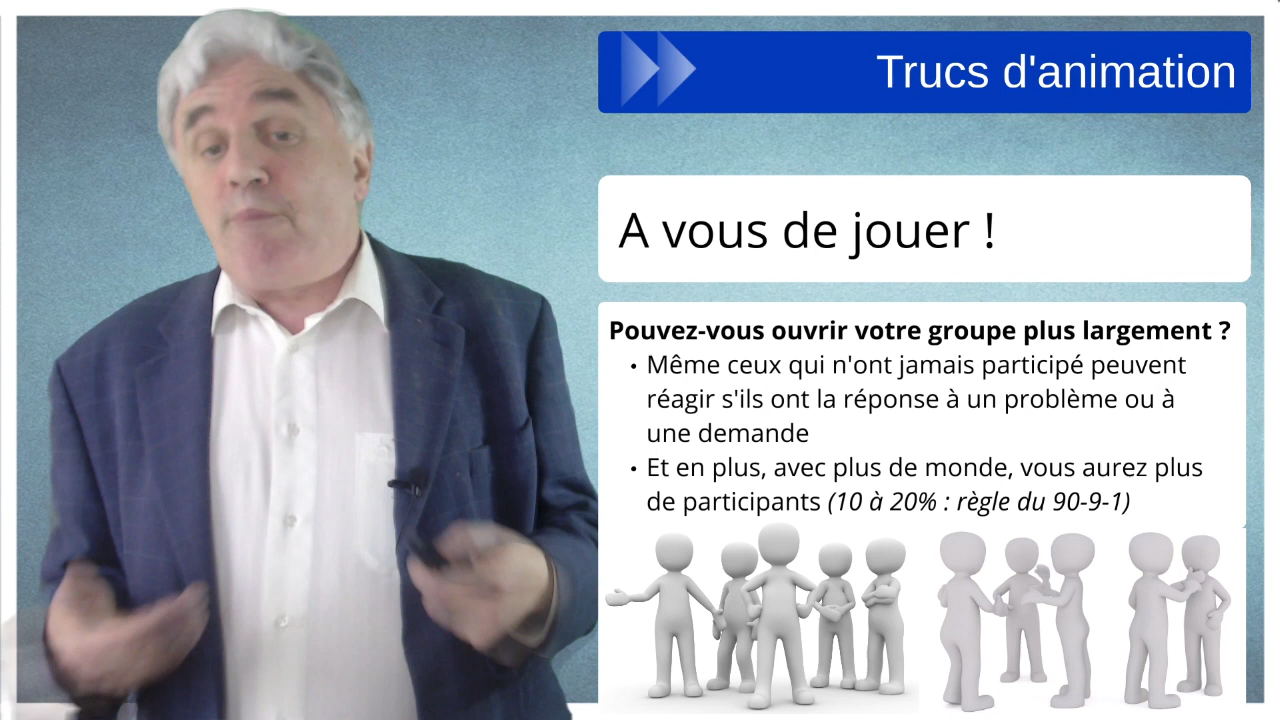 Trucs d'animation
A vous de jouer !
Pouvez-vous ouvrir votre groupe plus largement ?
• Même ceux qui n'ont jamais participé peuvent
réagir s'ils ont la réponse à un problème ou à
une demande
• Et en plus, avec plus de monde, vous aurez plus
de participants (10 à 20% : règle du 90-9-1)